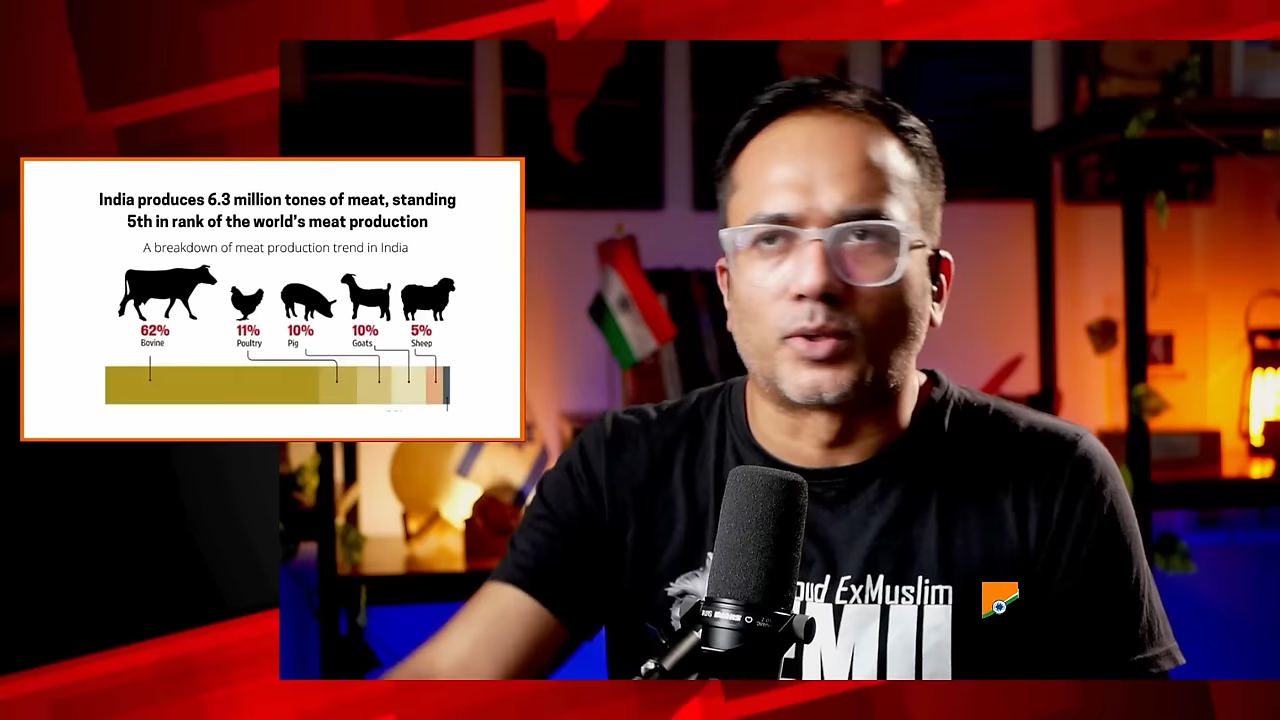 India produces 6.3 million tones of meat, standing
5th in rank of the world's meat production
A breakdown of meat production trend in India
62% 11% 10% 10% 5%
Bovine Poultry Pig Goats Sheep
ExMuslim